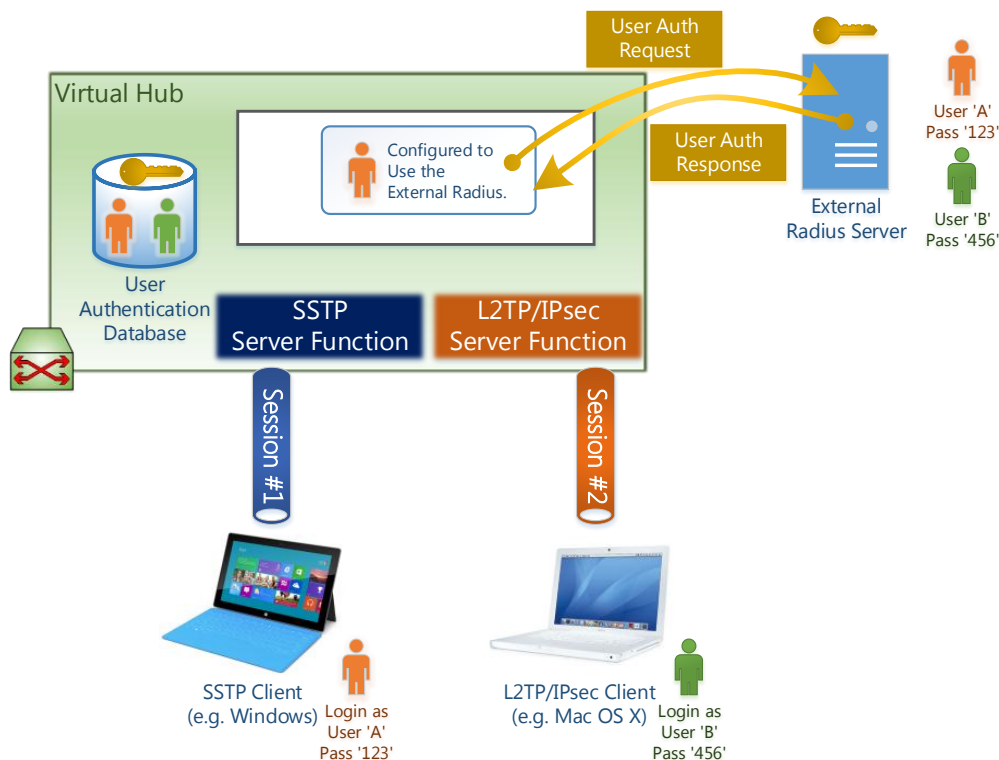 User Auth
Request
Virtual Hub
Configured to
Use the
External Radius.
User Auth
Response
User 'A'
Pass '123'
External
Radius Server
User 'B'
Pass '456'
User
Authentication
Database
SSTP
Server Function
L2TP/IPsec
Server Function
Session #1
Session #2
SSTP Client
(e.g. Windows)
Login as
User 'A'
Pass '123'
L2TP/IPsec Client
(e.g. Mac OS X)
Login as
User 'B'
Pass '456'